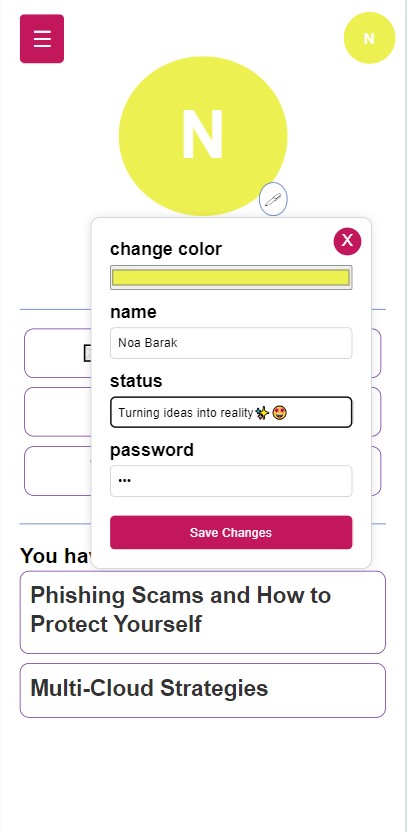 ☰
N
N
X
change color
name
Noa Barak
status
Turning ideas into reality✨😍
password
•••
Save Changes
You
Phishing Scams and How to
Protect Yourself
Multi-Cloud Strategies